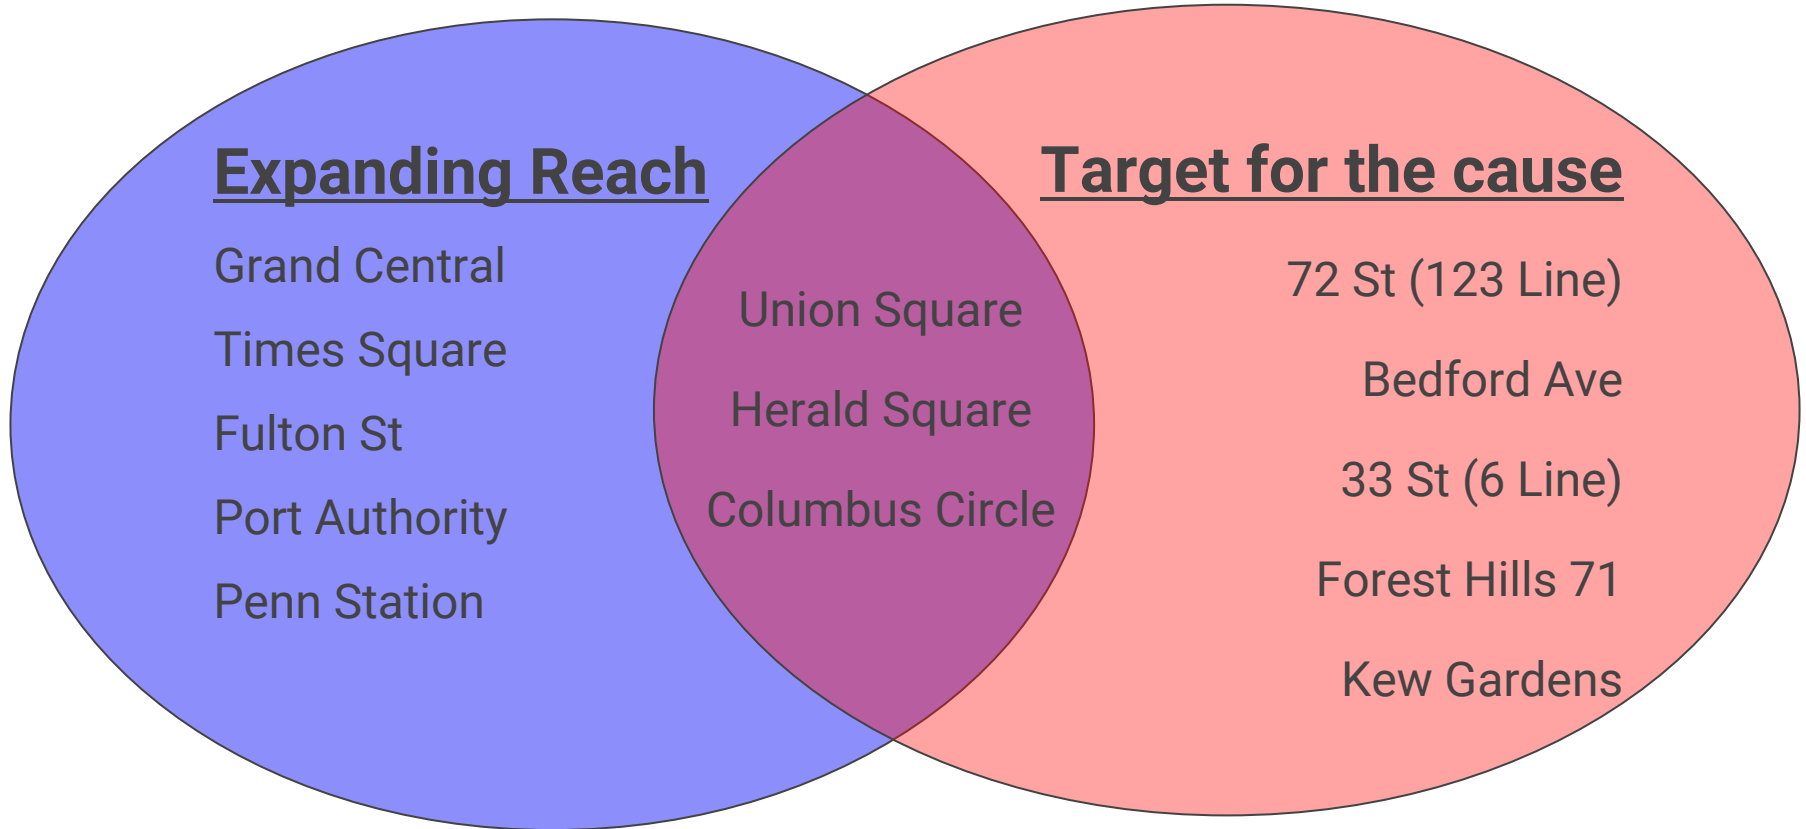 Expanding Reach
Grand Central
Times Square
Fulton St
Port Authority
Penn Station
Union Square
Herald Square
Columbus Circle
Target for the cause
72 St (123 Line)
Bedford Ave
33 St (6 Line)
Forest Hills 71
Kew Gardens